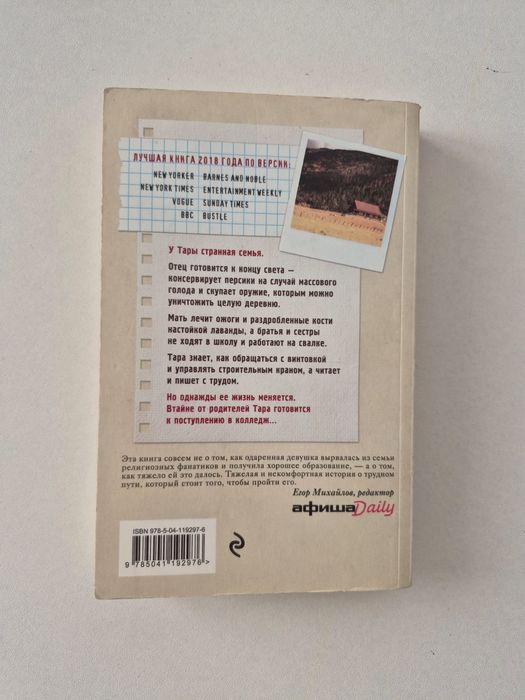 ЛУЧШАЯ КНИГА 2018 ГОДА ПО ВЕРСИИ:
NEW YORKER BARNES AND NOBLE
NEW YORK TIMES ENTERTAINMENT WEEKLY
VOGUE SUNDAY TIMES
BBC BUSTLE
У Тары странная семья.
Отец готовится к концу света –
консервирует персики на случай массового
голода и скупает оружие, которым можно
уничтожить целую деревню.
Мать лечит ожоги и раздробленные кости
настойкой лаванды, а братья и сестры
не ходят в школу и работают на свалке.
Тара знает, как обращаться с винтовкой
и управлять строительным краном, а читает
и пишет с трудом.
Но однажды ее жизнь меняется.
Втайне от родителей Тара готовится
к поступлению в колледж...
Эта книга совсем не о том, как одаренная девушка вырвалась из семьи
религиозных фанатиков и получила хорошее образование, — а о том,
как тяжело ей это далось. Тяжелая и некомфортная история о трудном
пути, который стоит того, чтобы пройти его.
Егор Михайлов, редактор
афишаDaily
ISBN 978-5-04-119297-6
9 785041 192976>